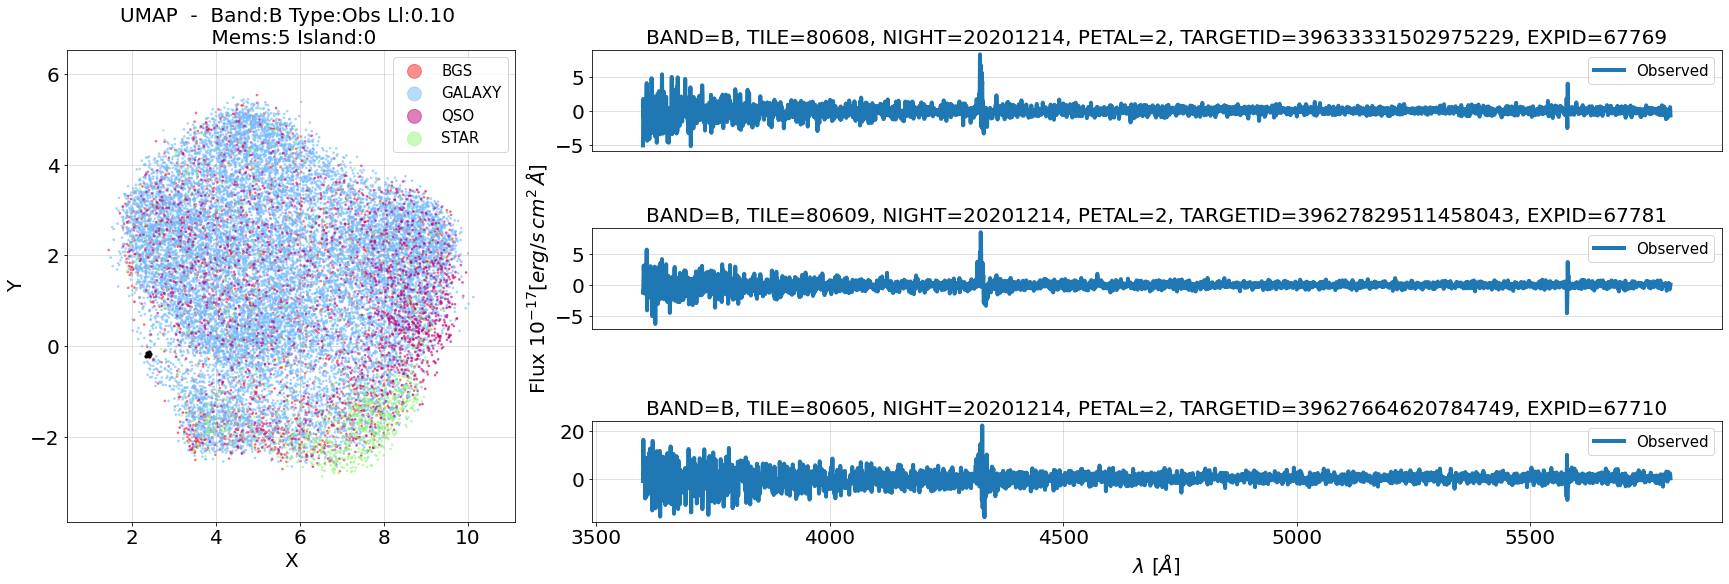 UMAP  -  Band:B Type:Obs Ll:0.10
Mems:5 Island:0
BGS
GALAXY
QSO
STAR
6
4
2
0
−2
Y
2
4
6
8
10
X
Flux 10⁻¹⁷[erg/s cm² Å]
BAND=B, TILE=80608, NIGHT=20201214, PETAL=2, TARGETID=39633331502975229, EXPID=67769
Observed
5
0
−5
BAND=B, TILE=80609, NIGHT=20201214, PETAL=2, TARGETID=39627829511458043, EXPID=67781
Observed
5
0
−5
BAND=B, TILE=80605, NIGHT=20201214, PETAL=2, TARGETID=39627664620784749, EXPID=67710
Observed
20
0
3500
4000
4500
5000
5500
λ [Å]